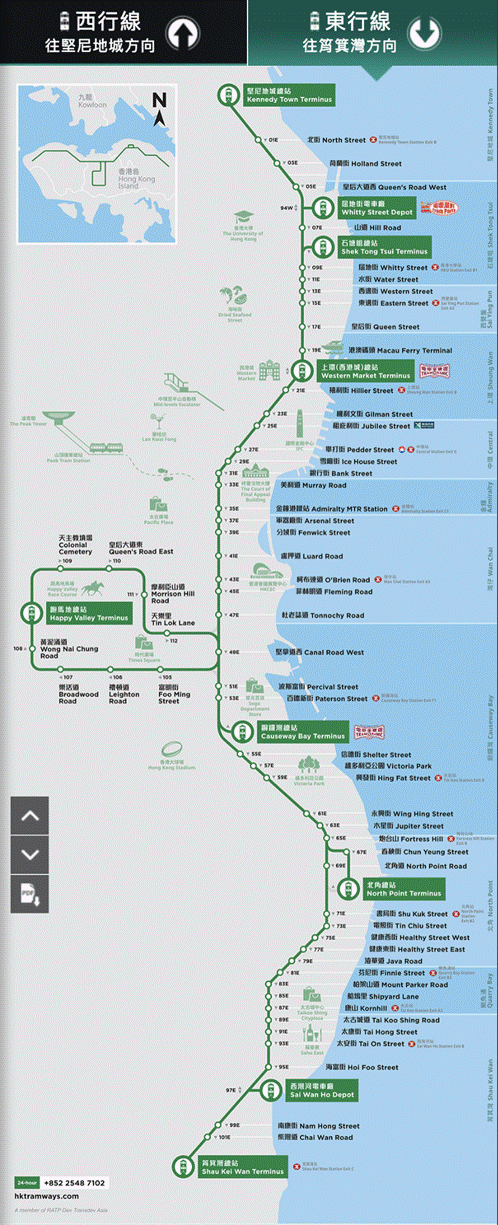 西行線
往堅尼地城方向
東行線
往筲箕灣方向
九龍
Kowloon
N
香港島
Hong Kong
Island
堅尼地城總站
Kennedy Town Terminus
01E
北街 North Street
03E
荷蘭街 Holland Street
05E
皇后大道西 Queen's Road West
94W
屈地街電車廠
Whitty Street Depot
07E
山道 Hill Road
石塘咀總站
Shek Tong Tsui Terminus
香港大學
The University of
Hong Kong
09E
屈地街 Whitty Street
11E
水街 Water Street
13E
西邊街 Western Street
15E
東邊街 Eastern Street
海味街
Dried Seafood
Street
17E
皇后街 Queen Street
19E
港澳碼頭 Macau Ferry Terminal
西港城
Western
Market
上環(西港城)總站
Western Market Terminus
21E
禧利街 Hillier Street
中環至半山自動梯
Mid-levels Escalator
23E
機利文街 Gilman Street
25E
租庇利街 Jubilee Street
凌霄閣
The Peak Tower
蘭桂坊
Lan Kwai Fong
國際金融中心
IFC
27E
畢打街 Pedder Street
29E
雪廠街 Ice House Street
31E
銀行街 Bank Street
山頂纜車總站
Peak Tram Station
終審法院大樓
The Court of
Final Appeal
Building
33E
美利道 Murray Road
太古廣場
Pacific Place
35E
金鐘港鐵站 Admiralty MTR Station
37E
軍器廠街 Arsenal Street
39E
分域街 Fenwick Street
41E
盧押道 Luard Road
天主教墳場
Colonial
Cemetery
109
皇后大道東
Queen's Road East
110
香港會議展覽中心
HKCEC
43E
柯布連道 O'Brien Road
45E
菲林明道 Fleming Road
跑馬地馬場
Happy Valley
Race Course
111
摩利臣山道
Morrison Hill
Road
跑馬地總站
Happy Valley Terminus
47E
杜老誌道 Tonnochy Road
天樂里
Tin Lok Lane
112
108
黃泥涌道
Wong Nai Chung
Road
時代廣場
Times Square
49E
堅拿道西 Canal Road West
107
樂活道
Broadwood
Road
106
禮頓道
Leighton
Road
105
富明街
Foo Ming
Street
51E
波斯富街 Percival Street
53E
百德新街 Paterson Street
崇光百貨
Sogo
Department
Store
銅鑼灣總站
Causeway Bay Terminus
香港大球場
Hong Kong Stadium
55E
信德街 Shelter Street
57E
維多利亞公園 Victoria Park
59E
興發街 Hing Fat Street
維多利亞公園
Victoria Park
61E
永興街 Wing Hing Street
63E
木星街 Jupiter Street
65E
炮台山 Fortress Hill
67E
春秧街 Chun Yeung Street
69E
北角道 North Point Road
北角總站
North Point Terminus
71E
書局街 Shu Kuk Street
73E
電照街 Tin Chiu Street
75E
健康西街 Healthy Street West
77E
健康東街 Healthy Street East
79E
渣華道 Java Road
81E
芬尼街 Finnie Street
83E
柏架山道 Mount Parker Road
85E
船塢里 Shipyard Lane
87E
康山 Kornhill
太古城中心
Taikoo Shing
Cityplaza
89E
太古城道 Tai Koo Shing Road
91E
太康街 Tai Hong Street
93E
太安街 Tai On Street
Soho East
95E
海富街 Hoi Foo Street
97E
西灣河電車廠
Sai Wan Ho Depot
99E
南康街 Nam Hong Street
101E
柴灣道 Chai Wan Road
筲箕灣總站
Shau Kei Wan Terminus
堅尼地城 Kennedy Town
石塘咀 Shek Tong Tsui
西營盤 Sai Ying Pun
上環 Sheung Wan
中環 Central
金鐘 Admiralty
灣仔 Wan Chai
銅鑼灣 Causeway Bay
北角 North Point
鰂魚涌 Quarry Bay
筲箕灣 Shau Kei Wan
PDF
24-hour +852 2548 7102
hktramways.com
A member of RATP Dev Transdev Asia